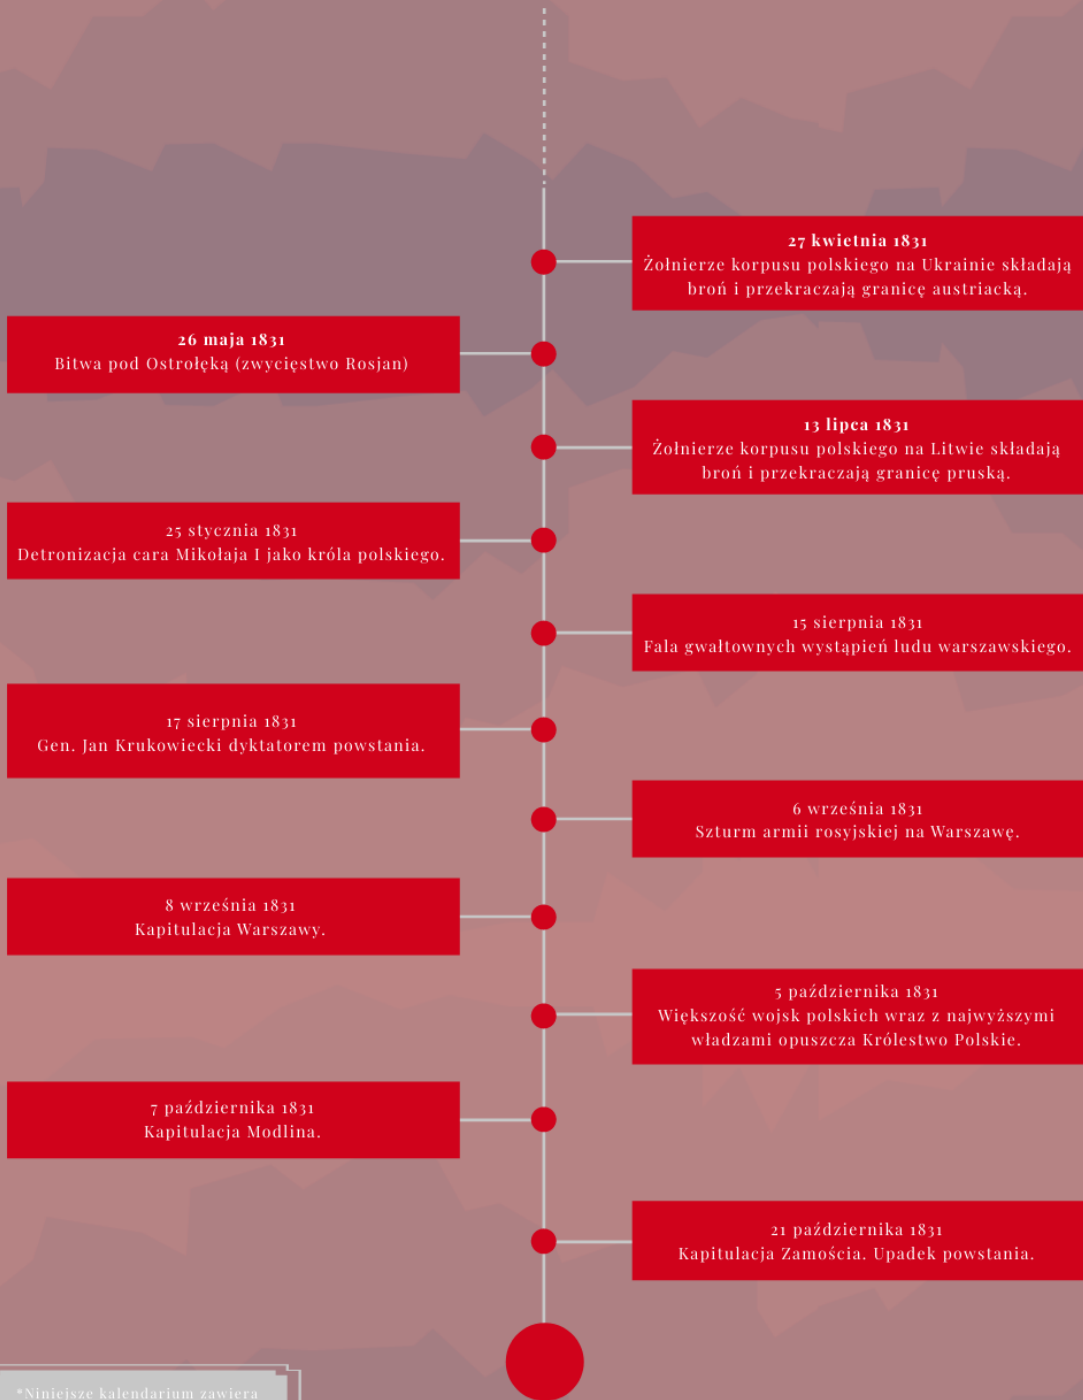 27 kwietnia 1831
Żołnierze korpusu polskiego na Ukrainie składają
broń i przekraczają granicę austriacką.
26 maja 1831
Bitwa pod Ostrołęką (zwycięstwo Rosjan)
13 lipca 1831
Żołnierze korpusu polskiego na Litwie składają
broń i przekraczają granicę pruską.
25 stycznia 1831
Detronizacja cara Mikołaja I jako króla polskiego.
15 sierpnia 1831
Fala gwałtownych wystąpień ludu warszawskiego.
17 sierpnia 1831
Gen. Jan Krukowiecki dyktatorem powstania.
6 września 1831
Szturm armii rosyjskiej na Warszawę.
8 września 1831
Kapitulacja Warszawy.
5 października 1831
Większość wojsk polskich wraz z najwyższymi
władzami opuszcza Królestwo Polskie.
7 października 1831
Kapitulacja Modlina.
21 października 1831
Kapitulacja Zamościa. Upadek powstania.
*Niniejsze kalendarium zawiera